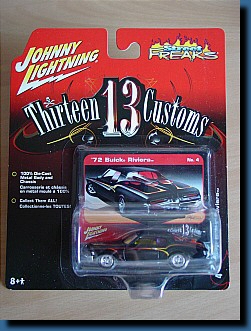 JOHNNY
LIGHTNING
Street
FREAKS
Thirteen 13 Customs
100% Die-Cast
Metal Body and
Chassis
Carrosserie et châssis
en métal moulé à 100%
Collect Them ALL!
Collectionnez-les TOUTES!
'72 Buick Riviera
No. 4
8+